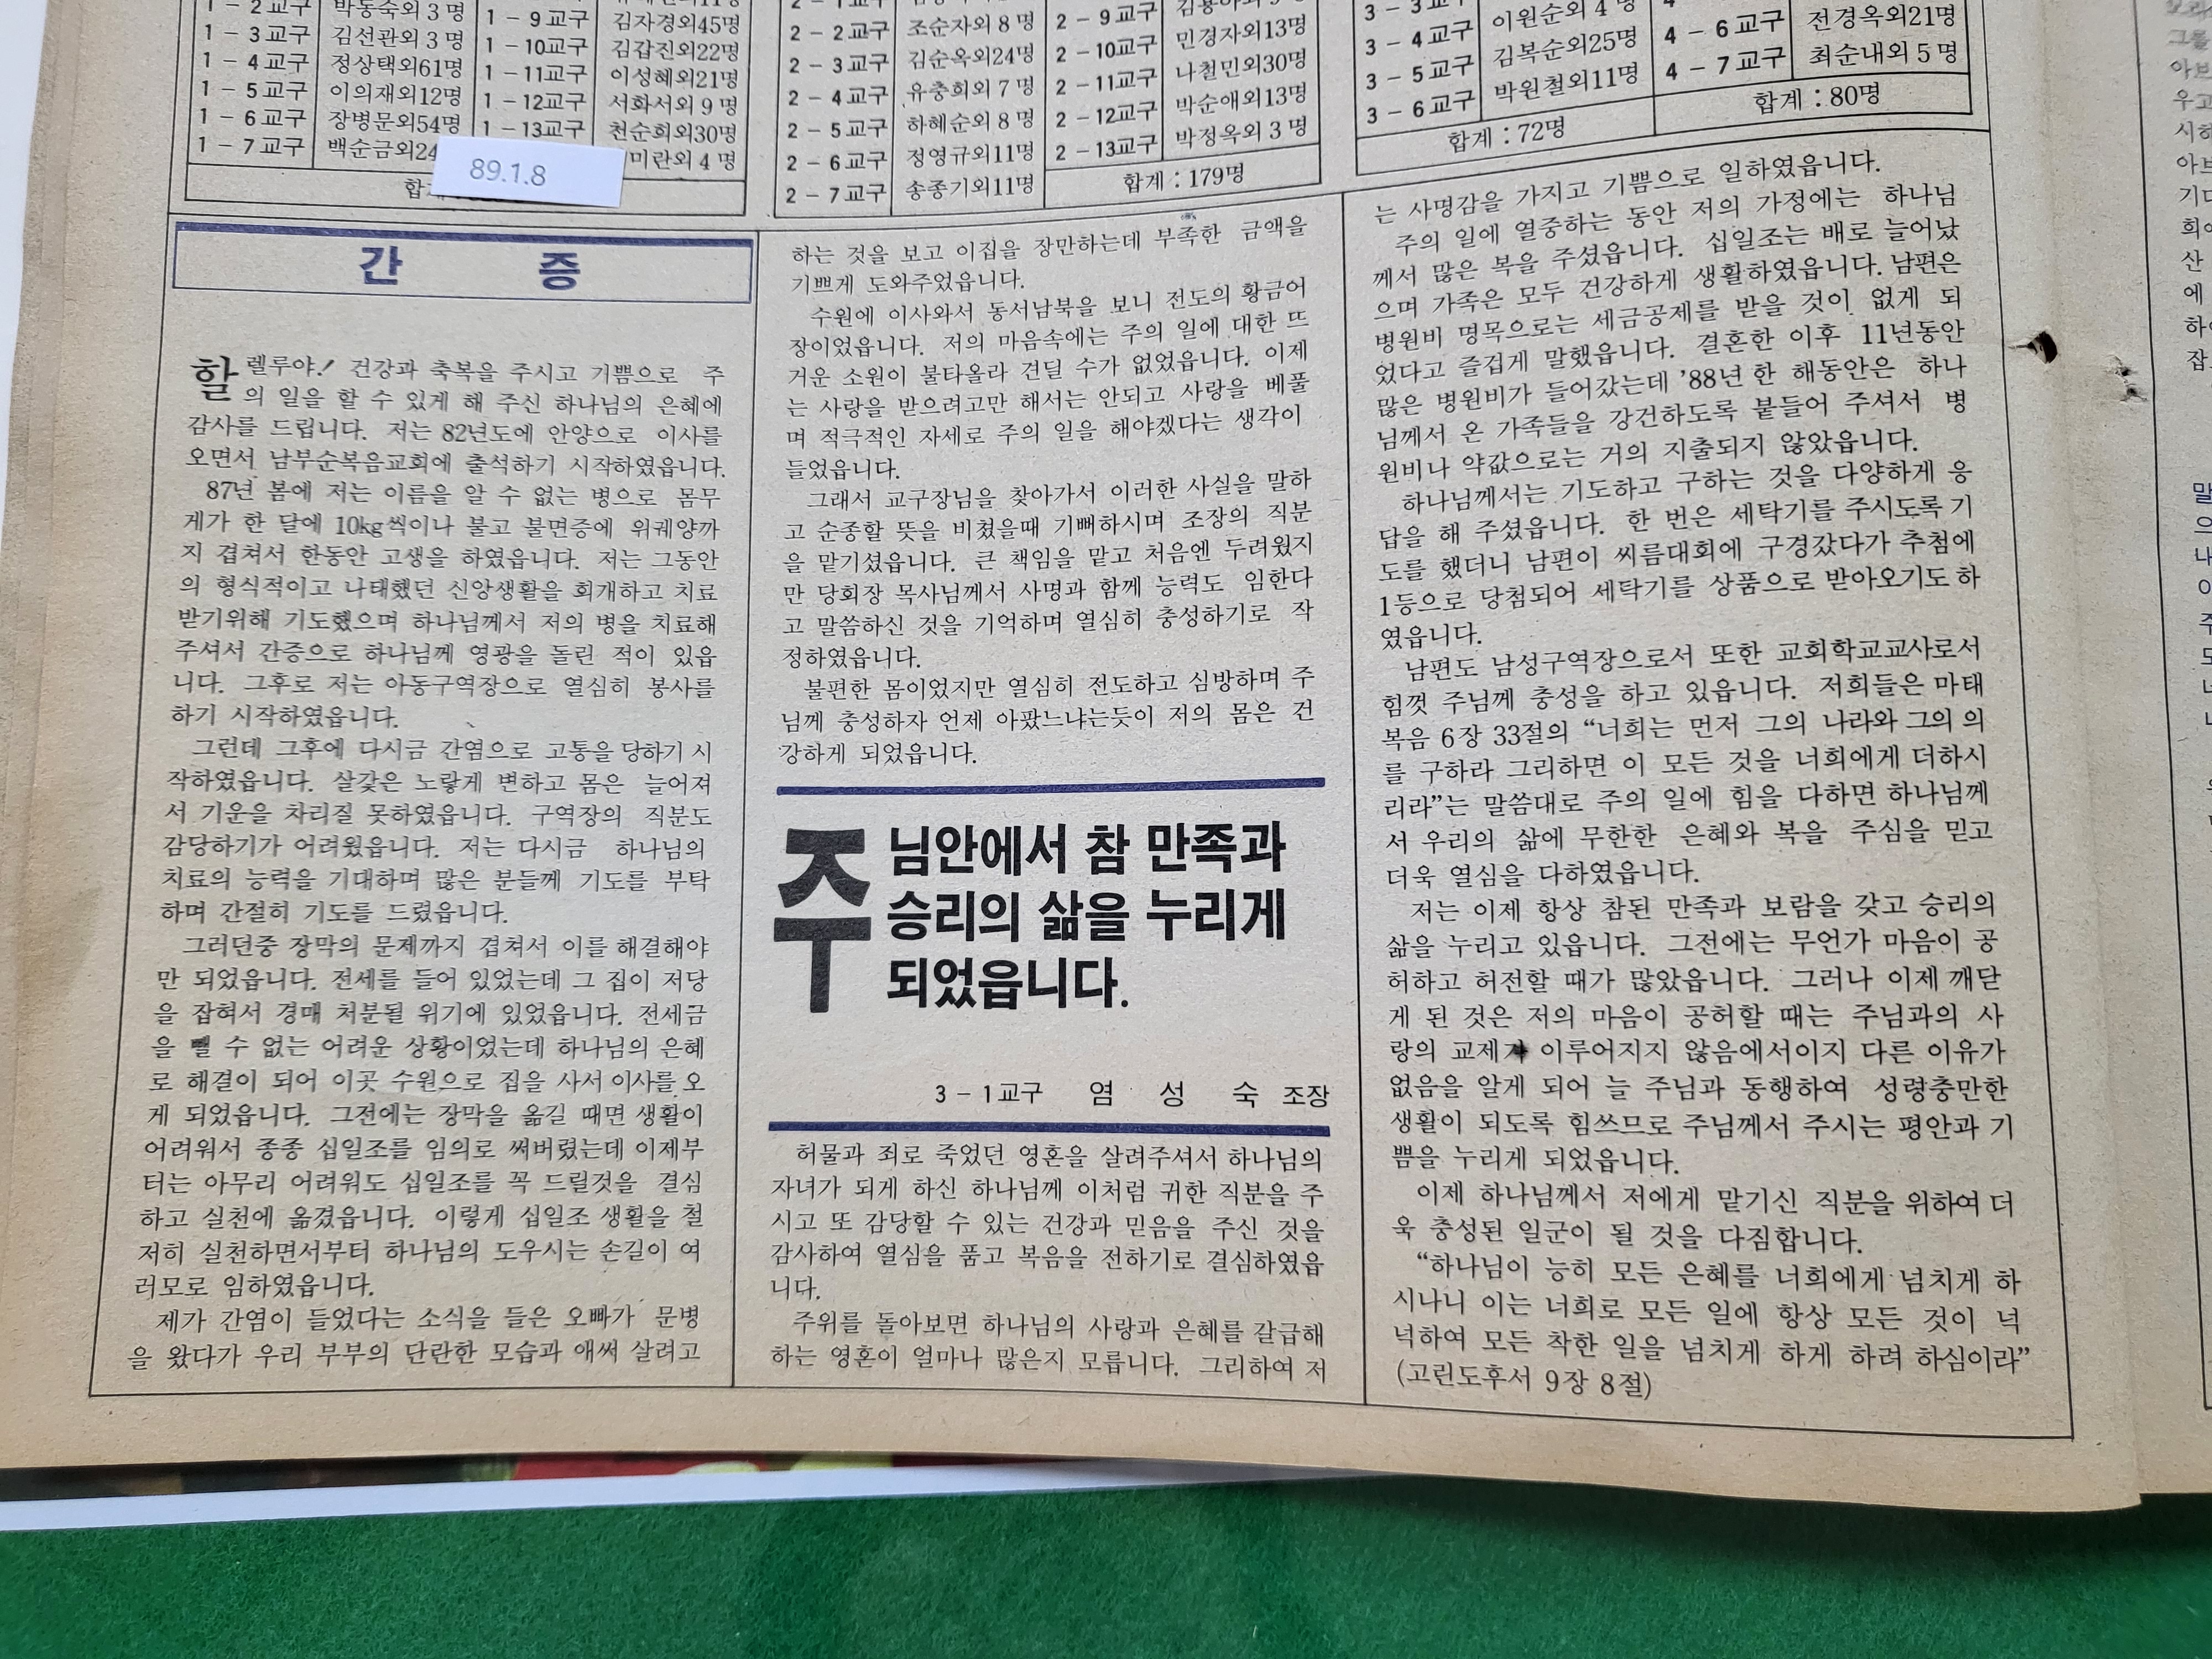 1 - 2 교구 박동숙외 3 명
1 - 3 교구 김선관외 3 명
1 - 4 교구 정상택외61명
1 - 5 교구 이의재외12명
1 - 6 교구 장병문외54명
1 - 7 교구 백순금외24
1 - 9 교구 김자경외45명
1 - 10교구 김갑진외22명
1 - 11교구 이성혜외21명
1 - 12교구 서화서외 9 명
1 - 13교구 천순희외30명
미란외 4 명
89.1.8
2 - 2 교구 조순자외 8 명
2 - 3 교구 김순옥외24명
2 - 4 교구 유충희외 7 명
2 - 5 교구 하혜순외 8 명
2 - 6 교구 정영규외11명
2 - 7 교구 송종기외11명
2 - 9 교구
2 - 10교구 민경자외13명
2 - 11교구 나철민외30명
2 - 12교구 박순애외13명
2 - 13교구 박정옥외 3 명
합계 : 179명
3 - 3 교구 이원순외 4 명
3 - 4 교구 김복순외25명
3 - 5 교구 박원철외11명
3 - 6 교구
합계 : 72명
4 - 6 교구 전경옥외21명
4 - 7 교구 최순내외 5 명
합계 : 80명
간 증
할렐루야! 건강과 축복을 주시고 기쁨으로 주
의 일을 할 수 있게 해 주신 하나님의 은혜에
감사를 드립니다. 저는 82년도에 안양으로 이사를
오면서 남부순복음교회에 출석하기 시작하였읍니다.
87년 봄에 저는 이름을 알 수 없는 병으로 몸무
게가 한 달에 10kg씩이나 불고 불면증에 위궤양까
지 겹쳐서 한동안 고생을 하였읍니다. 저는 그동안
의 형식적이고 나태했던 신앙생활을 회개하고 치료
받기위해 기도했으며 하나님께서 저의 병을 치료해
주셔서 간증으로 하나님께 영광을 돌린 적이 있읍
니다. 그후로 저는 아동구역장으로 열심히 봉사를
하기 시작하였읍니다.
그런데 그후에 다시금 간염으로 고통을 당하기 시
작하였읍니다. 살갗은 노랗게 변하고 몸은 늘어져
서 기운을 차리질 못하였읍니다. 구역장의 직분도
감당하기가 어려웠읍니다. 저는 다시금 하나님의
치료의 능력을 기대하며 많은 분들께 기도를 부탁
하며 간절히 기도를 드렸읍니다.
그러던중 장막의 문제까지 겹쳐서 이를 해결해야
만 되었읍니다. 전세를 들어 있었는데 그 집이 저당
을 잡혀서 경매 처분될 위기에 있었읍니다. 전세금
을 뺄 수 없는 어려운 상황이었는데 하나님의 은혜
로 해결이 되어 이곳 수원으로 집을 사서 이사를 오
게 되었읍니다. 그전에는 장막을 옮길 때면 생활이
어려워서 종종 십일조를 임의로 써버렸는데 이제부
터는 아무리 어려워도 십일조를 꼭 드릴것을 결심
하고 실천에 옮겼읍니다. 이렇게 십일조 생활을 철
저히 실천하면서부터 하나님의 도우시는 손길이 여
러모로 임하였읍니다.
제가 간염이 들었다는 소식을 들은 오빠가 문병
을 왔다가 우리 부부의 단란한 모습과 애써 살려고
하는 것을 보고 이집을 장만하는데 부족한 금액을
기쁘게 도와주었읍니다.
수원에 이사와서 동서남북을 보니 전도의 황금어
장이었읍니다. 저의 마음속에는 주의 일에 대한 뜨
거운 소원이 불타올라 견딜 수가 없었읍니다. 이제
는 사랑을 받으려고만 해서는 안되고 사랑을 베풀
며 적극적인 자세로 주의 일을 해야겠다는 생각이
들었읍니다.
그래서 교구장님을 찾아가서 이러한 사실을 말하
고 순종할 뜻을 비쳤을때 기뻐하시며 조장의 직분
을 맡기셨읍니다. 큰 책임을 맡고 처음엔 두려웠지
만 당회장 목사님께서 사명과 함께 능력도 임한다
고 말씀하신 것을 기억하며 열심히 충성하기로 작
정하였읍니다.
불편한 몸이었지만 열심히 전도하고 심방하며 주
님께 충성하자 언제 아팠느냐는듯이 저의 몸은 건
강하게 되었읍니다.
주님안에서 참 만족과
승리의 삶을 누리게
되었읍니다.
3 - 1교구 염 성 숙 조장
허물과 죄로 죽었던 영혼을 살려주셔서 하나님의
자녀가 되게 하신 하나님께 이처럼 귀한 직분을 주
시고 또 감당할 수 있는 건강과 믿음을 주신 것을
감사하여 열심을 품고 복음을 전하기로 결심하였읍
니다.
주위를 돌아보면 하나님의 사랑과 은혜를 갈급해
하는 영혼이 얼마나 많은지 모릅니다. 그리하여 저
는 사명감을 가지고 기쁨으로 일하였읍니다.
주의 일에 열중하는 동안 저의 가정에는 하나님
께서 많은 복을 주셨읍니다. 십일조는 배로 늘어났
으며 가족은 모두 건강하게 생활하였읍니다. 남편은
병원비 명목으로는 세금공제를 받을 것이 없게 되
었다고 즐겁게 말했읍니다. 결혼한 이후 11년동안
많은 병원비가 들어갔는데 '88년 한 해동안은 하나
님께서 온 가족들을 강건하도록 붙들어 주셔서 병
원비나 약값으로는 거의 지출되지 않았읍니다.
하나님께서는 기도하고 구하는 것을 다양하게 응
답을 해 주셨읍니다. 한 번은 세탁기를 주시도록 기
도를 했더니 남편이 씨름대회에 구경갔다가 추첨에
1등으로 당첨되어 세탁기를 상품으로 받아오기도 하
였읍니다.
남편도 남성구역장으로서 또한 교회학교교사로서
힘껏 주님께 충성을 하고 있읍니다. 저희들은 마태
복음 6장 33절의 “너희는 먼저 그의 나라와 그의 의
를 구하라 그리하면 이 모든 것을 너희에게 더하시
리라”는 말씀대로 주의 일에 힘을 다하면 하나님께
서 우리의 삶에 무한한 은혜와 복을 주심을 믿고
더욱 열심을 다하였읍니다.
저는 이제 항상 참된 만족과 보람을 갖고 승리의
삶을 누리고 있읍니다. 그전에는 무언가 마음이 공
허하고 허전할 때가 많았읍니다. 그러나 이제 깨닫
게 된 것은 저의 마음이 공허할 때는 주님과의 사
랑의 교제가 이루어지지 않음에서이지 다른 이유가
없음을 알게 되어 늘 주님과 동행하여 성령충만한
생활이 되도록 힘쓰므로 주님께서 주시는 평안과 기
쁨을 누리게 되었읍니다.
이제 하나님께서 저에게 맡기신 직분을 위하여 더
욱 충성된 일군이 될 것을 다짐합니다.
“하나님이 능히 모든 은혜를 너희에게 넘치게 하
시나니 이는 너희로 모든 일에 항상 모든 것이 넉
넉하여 모든 착한 일을 넘치게 하게 하려 하심이라”
(고린도후서 9장 8절)